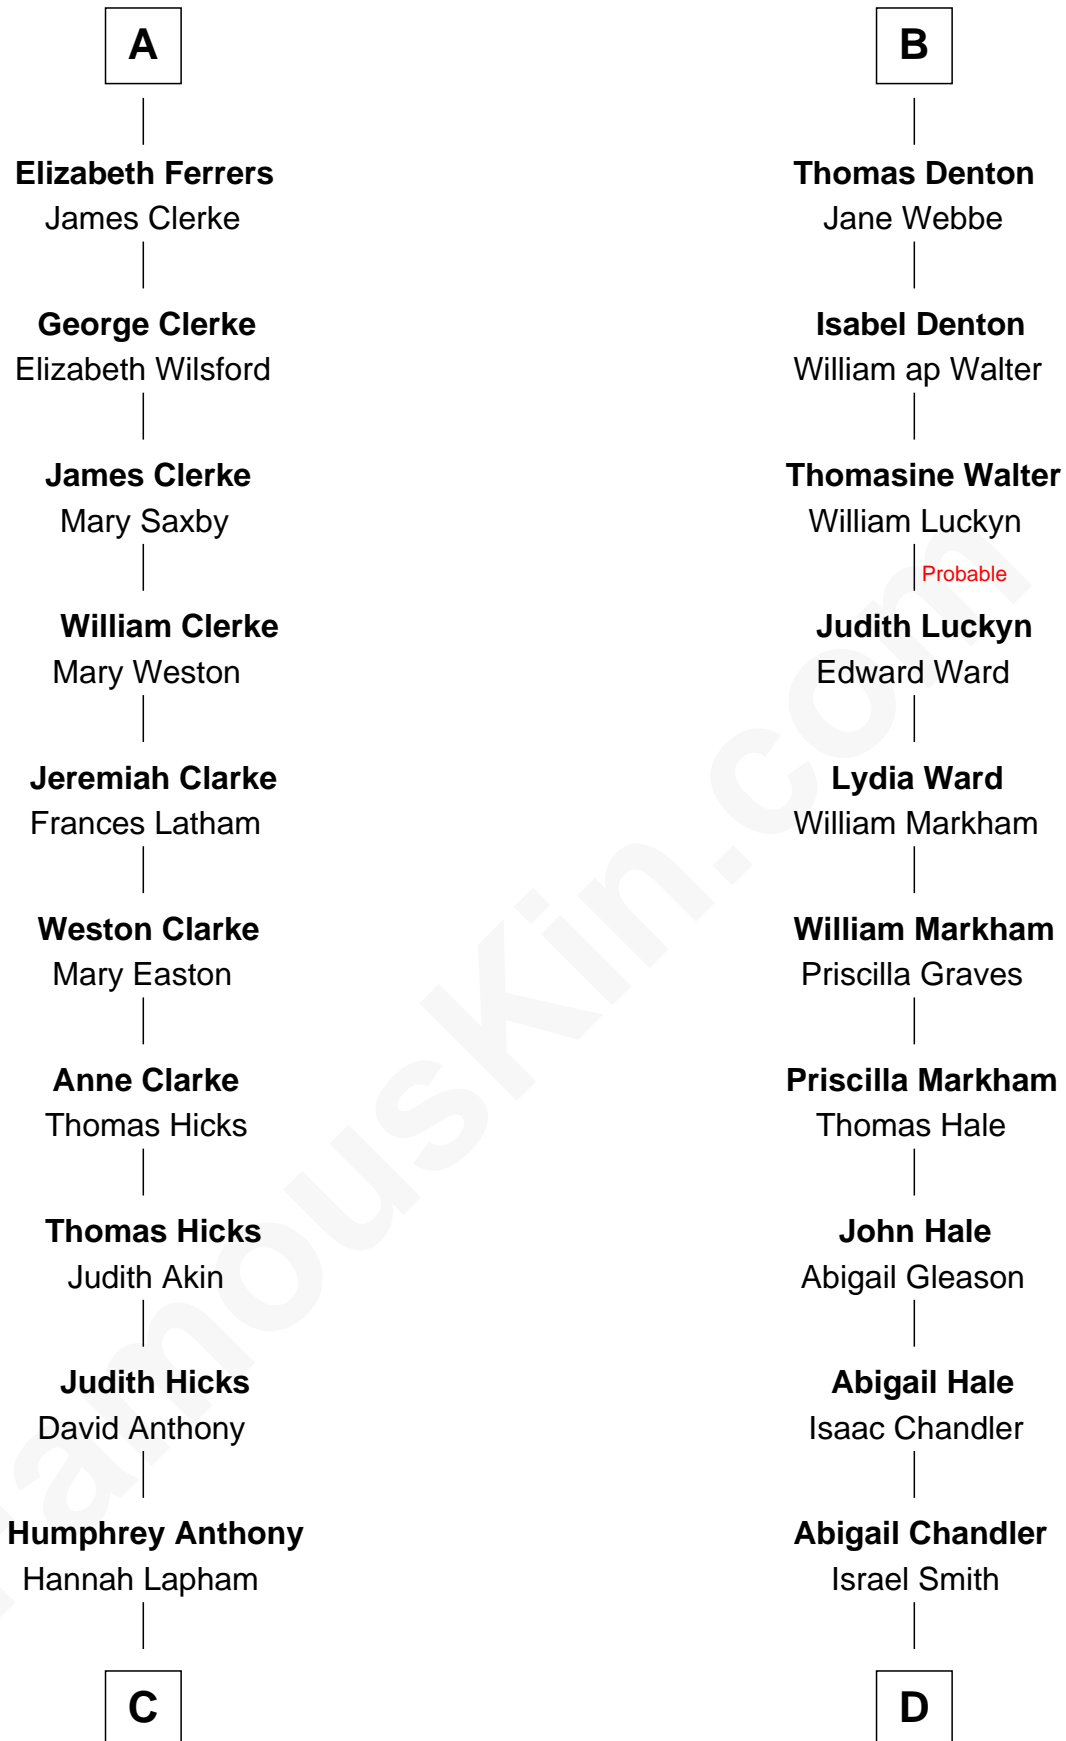 A
Elizabeth Ferrers
James Clerke
George Clerke
Elizabeth Wilsford
James Clerke
Mary Saxby
William Clerke
Mary Weston
Jeremiah Clarke
Frances Latham
Weston Clarke
Mary Easton
Anne Clarke
Thomas Hicks
Thomas Hicks
Judith Akin
Judith Hicks
David Anthony
Humphrey Anthony
Hannah Lapham
C
B
Thomas Denton
Jane Webbe
Isabel Denton
William ap Walter
Thomasine Walter
William Luckyn
Probable
Judith Luckyn
Edward Ward
Lydia Ward
William Markham
William Markham
Priscilla Graves
Priscilla Markham
Thomas Hale
John Hale
Abigail Gleason
Abigail Hale
Isaac Chandler
Abigail Chandler
Israel Smith
D
FamousKin.com